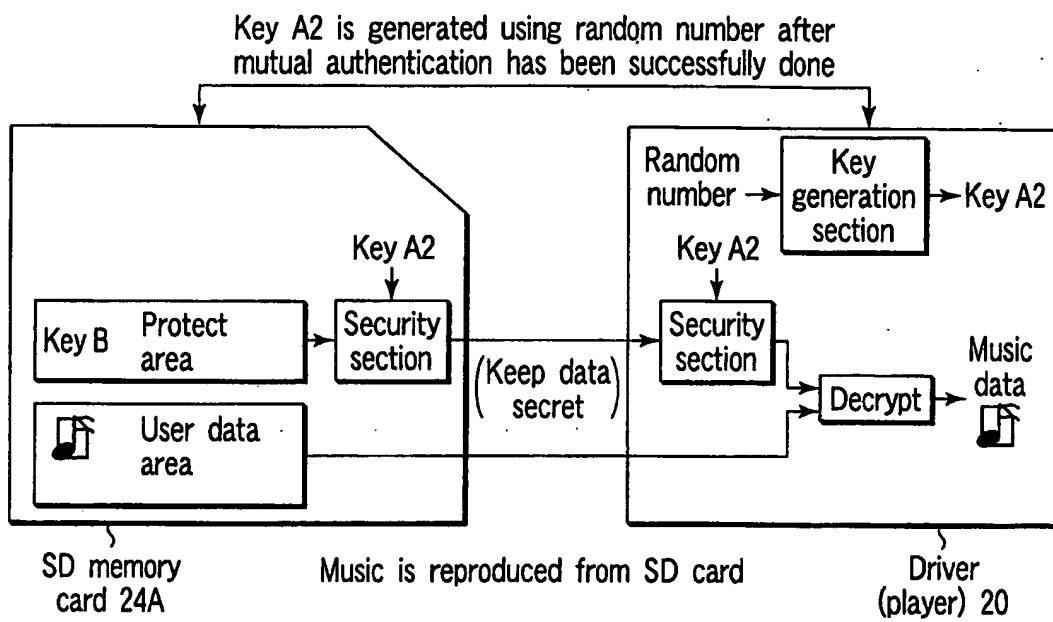 Key A2 is generated using random number after
mutual authentication has been successfully done
Random
number
Key
generation
section
Key A2
Key A2
Key A2
Key B
Protect
area
Security
section
(Keep data
secret)
Security
section
Music
data
Decrypt
User data
area
SD memory
card 24A
Music is reproduced from SD card
Driver
(player) 20